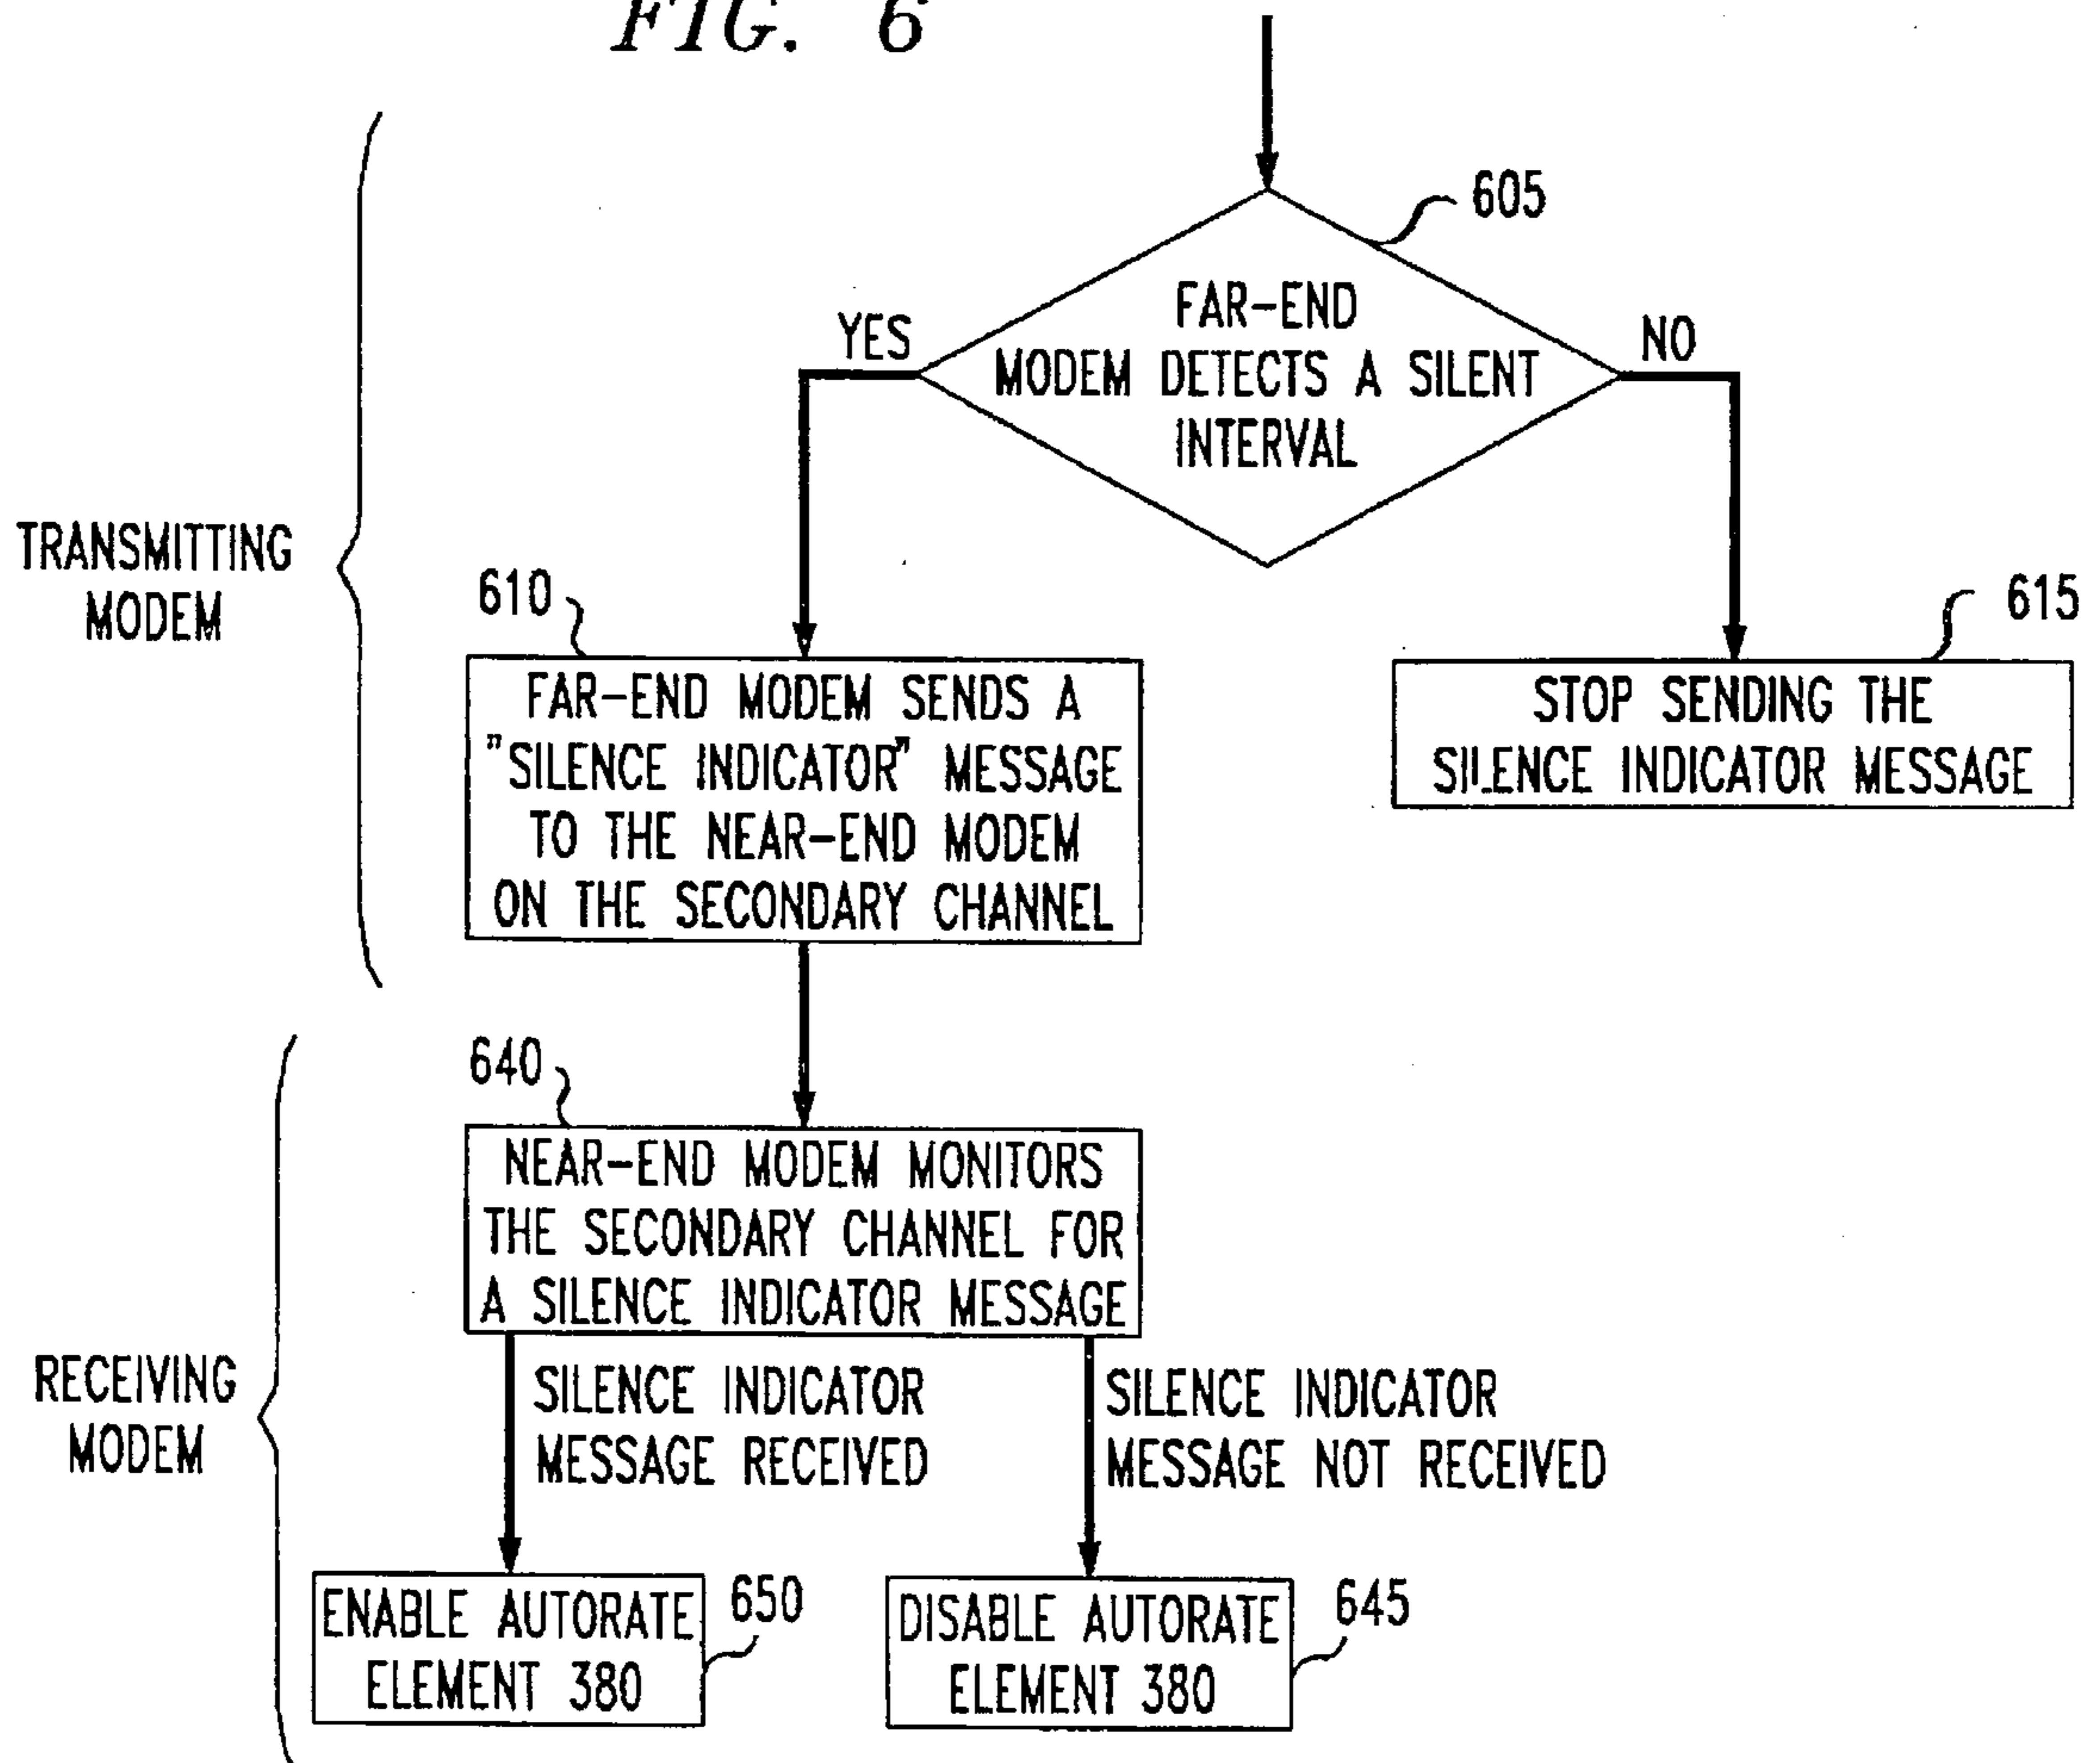 FIG. 6
605
FAR-END
MODEM DETECTS A SILENT
INTERVAL
YES
NO
TRANSMITTING
MODEM
610
FAR-END MODEM SENDS A
"SILENCE INDICATOR" MESSAGE
TO THE NEAR-END MODEM
ON THE SECONDARY CHANNEL
615
STOP SENDING THE
SILENCE INDICATOR MESSAGE
640
NEAR-END MODEM MONITORS
THE SECONDARY CHANNEL FOR
A SILENCE INDICATOR MESSAGE
RECEIVING
MODEM
SILENCE INDICATOR
MESSAGE RECEIVED
SILENCE INDICATOR
MESSAGE NOT RECEIVED
ENABLE AUTORATE
ELEMENT 380
650
DISABLE AUTORATE
ELEMENT 380
645